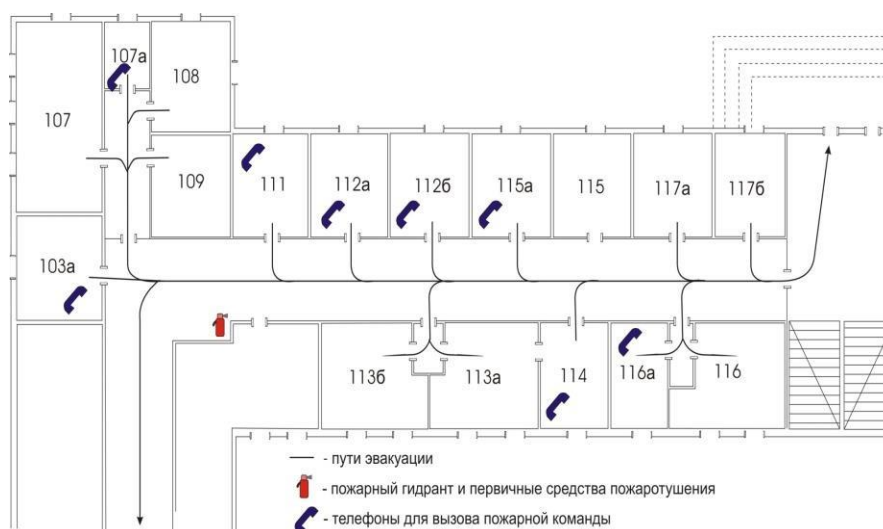 107а
108
107
109
111
112а
112б
115а
115
117а
117б
103а
113б
113а
114
116а
116
- пути эвакуации
- пожарный гидрант и первичные средства пожаротушения
- телефоны для вызова пожарной команды